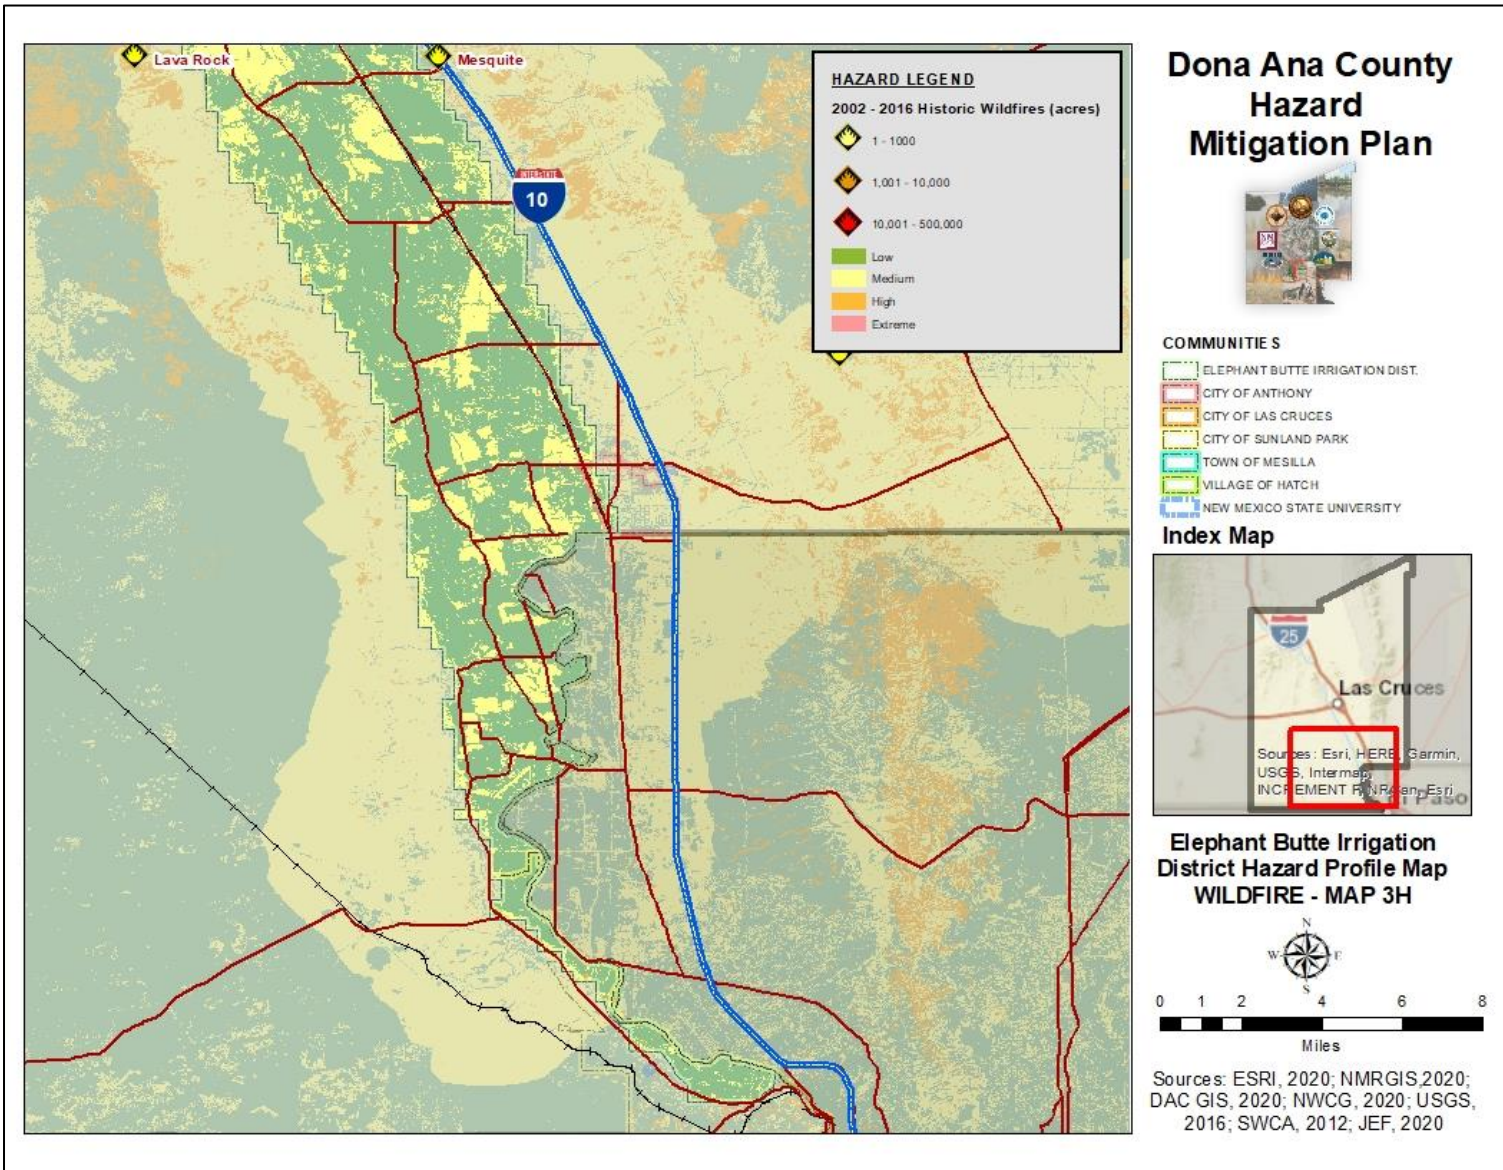 Lava Rock
Mesquite
10
HAZARD LEGEND
2002 - 2016 Historic Wildfires (acres)
1 - 1000
1,001 - 10,000
10,001 - 500,000
Low
Medium
High
Extreme
Dona Ana County
Hazard
Mitigation Plan
COMMUNITIES
ELEPHANT BUTTE IRRIGATION DIST.
CITY OF ANTHONY
CITY OF LAS CRUCES
CITY OF SUNLAND PARK
TOWN OF MESILLA
VILLAGE OF HATCH
NEW MEXICO STATE UNIVERSITY
Index Map
25
Las Cruces
Sources: Esri, HERE, Garmin,
USGS, Intermap,
INCREMENT P, NRCan, Esri
El Paso
Elephant Butte Irrigation
District Hazard Profile Map
WILDFIRE - MAP 3H
N
W E
S
0 1 2 4 6 8
Miles
Sources: ESRI, 2020; NMRGIS,2020;
DAC GIS, 2020; NWCG, 2020; USGS,
2016; SWCA, 2012; JEF, 2020